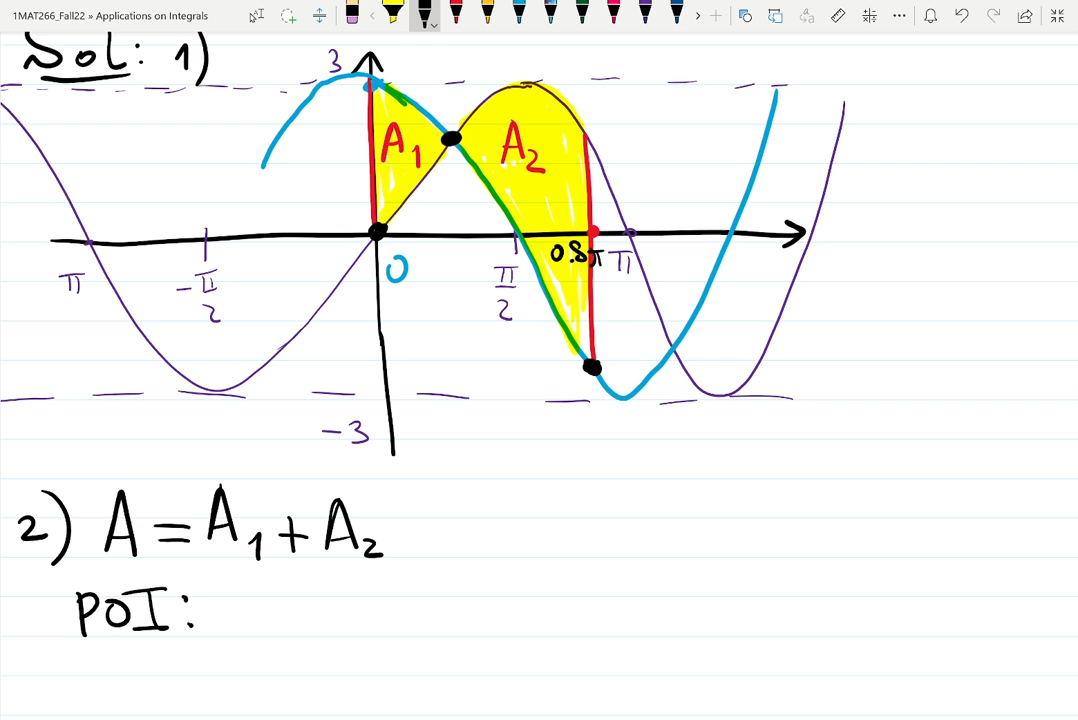 1MAT266_Fall22 » Applications on Integrals
Sol: 1)
3
A₁ A₂
π -π/2 0 π/2 0.8π π
-3
2) A = A₁ + A₂
POI: